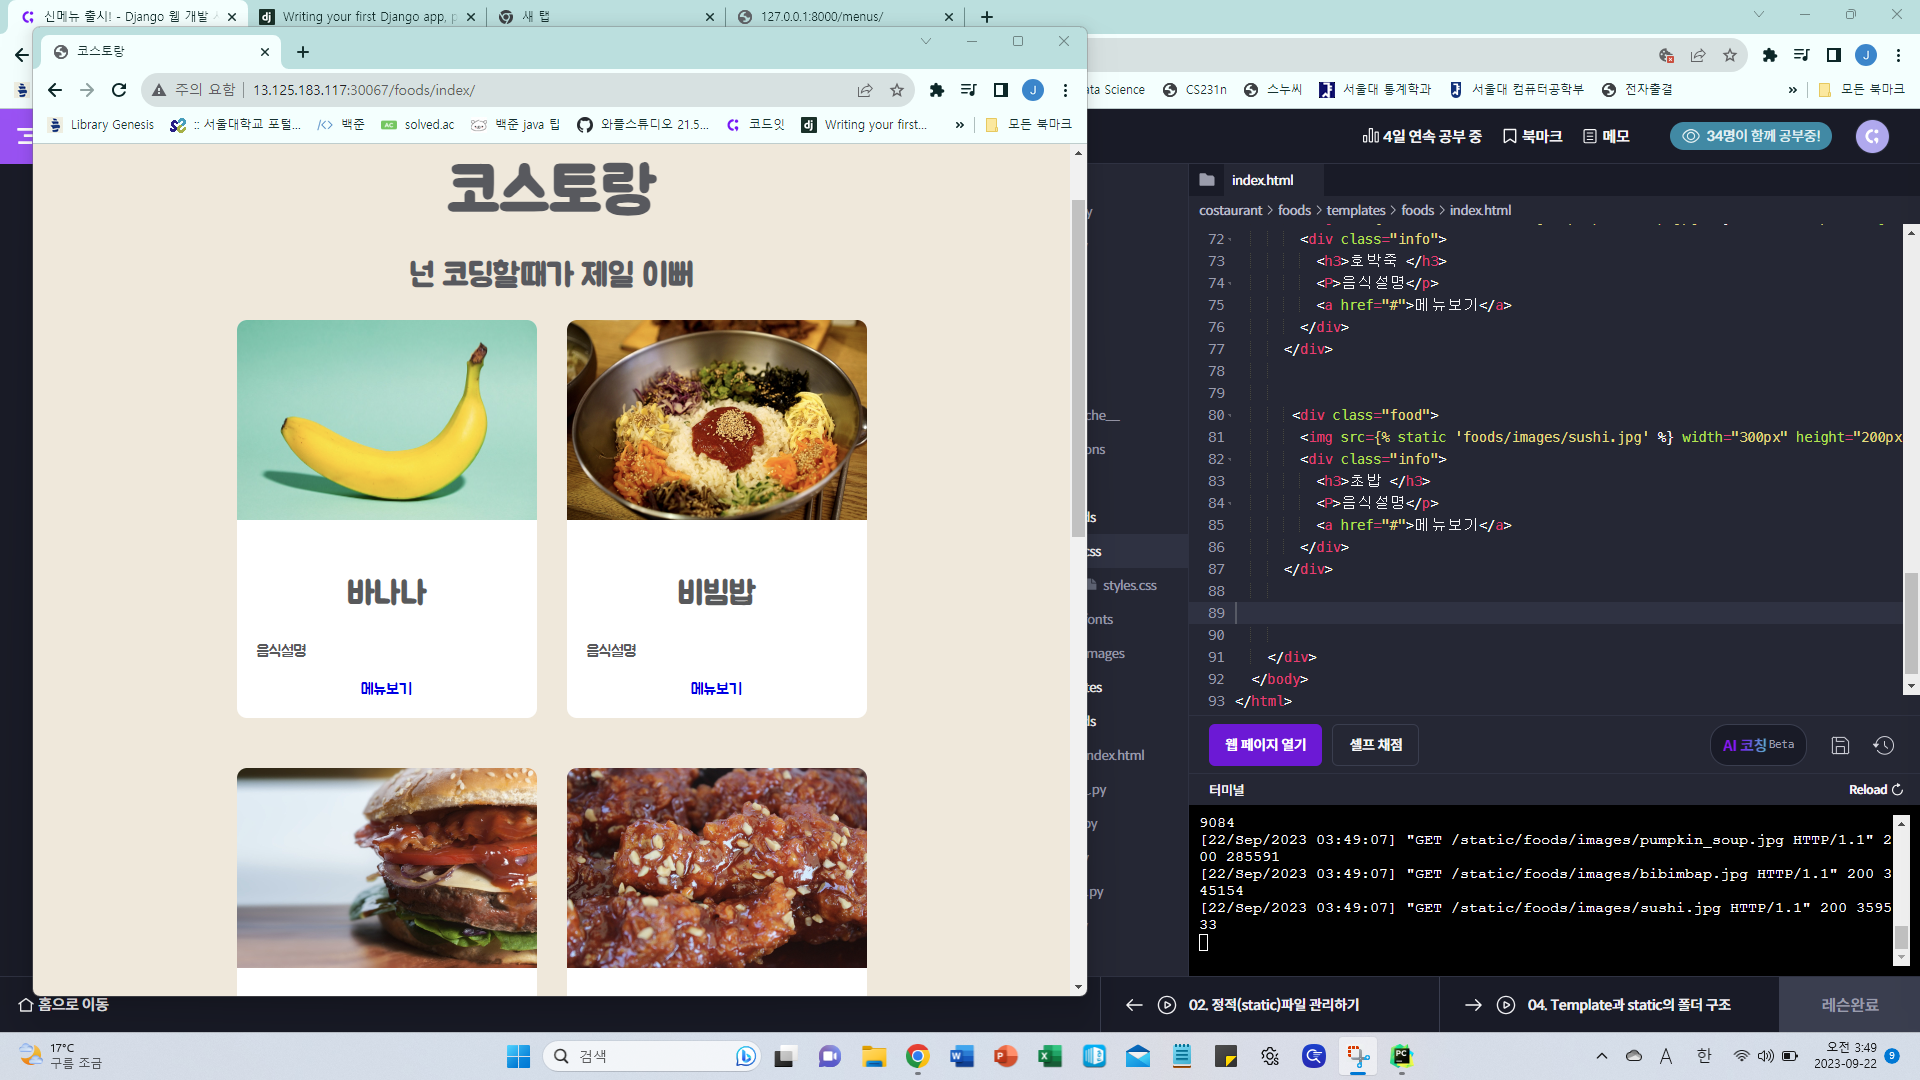 신메뉴 출시! - Django 웹 개발
Writing your first Django app, p
새 탭
127.0.0.1:8000/menus/
코스토랑
주의 요함
13.125.183.117:30067/foods/index/
Library Genesis
:: 서울대학교 포털...
백준
solved.ac
백준 java 팁
와플스튜디오 21.5...
코드잇
Writing your first...
»
모든 북마크
ata Science
CS231n
스누씨
서울대 통계학과
서울대 컴퓨터공학부
전자출결
»
모든 북마크
4일 연속 공부 중
북마크
메모
34명이 함께 공부중!
코스토랑
넌 코딩할때가 제일 이뻐
바나나
음식설명
메뉴보기
비빔밥
음식설명
메뉴보기
y
che__
ons
ds
css
styles.css
fonts
mages
tes
ds
ndex.html
.py
py
.py
index.html
costaurant > foods > templates > foods > index.html
72 <div class="info">
73 <h3>호박죽 </h3>
74 <P>음식설명</p>
75 <a href="#">메뉴보기</a>
76 </div>
77 </div>
78
79
80 <div class="food">
81 <img src={% static 'foods/images/sushi.jpg' %} width="300px" height="200px
82 <div class="info">
83 <h3>초밥 </h3>
84 <P>음식설명</p>
85 <a href="#">메뉴보기</a>
86 </div>
87 </div>
88
89
90
91 </div>
92 </body>
93 </html>
웹 페이지 열기
셀프 채점
AI 코칭 Beta
터미널
Reload
9084
[22/Sep/2023 03:49:07] "GET /static/foods/images/pumpkin_soup.jpg HTTP/1.1" 2
00 285591
[22/Sep/2023 03:49:07] "GET /static/foods/images/bibimbap.jpg HTTP/1.1" 200 3
45154
[22/Sep/2023 03:49:07] "GET /static/foods/images/sushi.jpg HTTP/1.1" 200 3595
33
홈으로 이동
02. 정적(static)파일 관리하기
04. Template과 static의 폴더 구조
레슨완료
17°C
구름 조금
검색
A
한
오전 3:49
2023-09-22
9